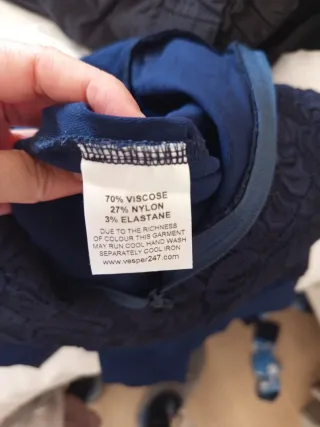 70% VISCOSE
27% NYLON
3% ELASTANE
DUE TO THE RICHNESS
OF COLOUR THIS GARMENT
MAY RUN COOL HAND WASH
SEPARATELY COOL IRON
www.vesper247.com